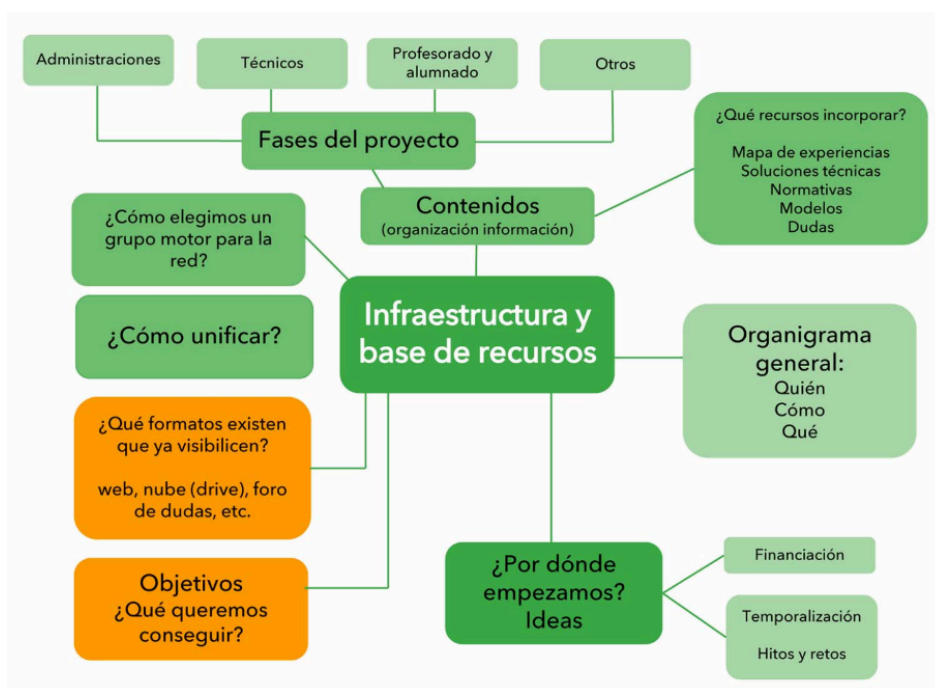 Administraciones
Técnicos
Profesorado y
alumnado
Otros
Fases del proyecto
¿Qué recursos incorporar?
Mapa de experiencias
Soluciones técnicas
Normativas
Modelos
Dudas
Contenidos
(organización información)
¿Cómo elegimos un
grupo motor para la
red?
¿Cómo unificar?
Infraestructura y
base de recursos
Organigrama
general:
Quién
Cómo
Qué
¿Qué formatos existen
que ya visibilicen?
web, nube (drive), foro
de dudas, etc.
Objetivos
¿Qué queremos
conseguir?
¿Por dónde
empezamos?
Ideas
Financiación
Temporalización
Hitos y retos